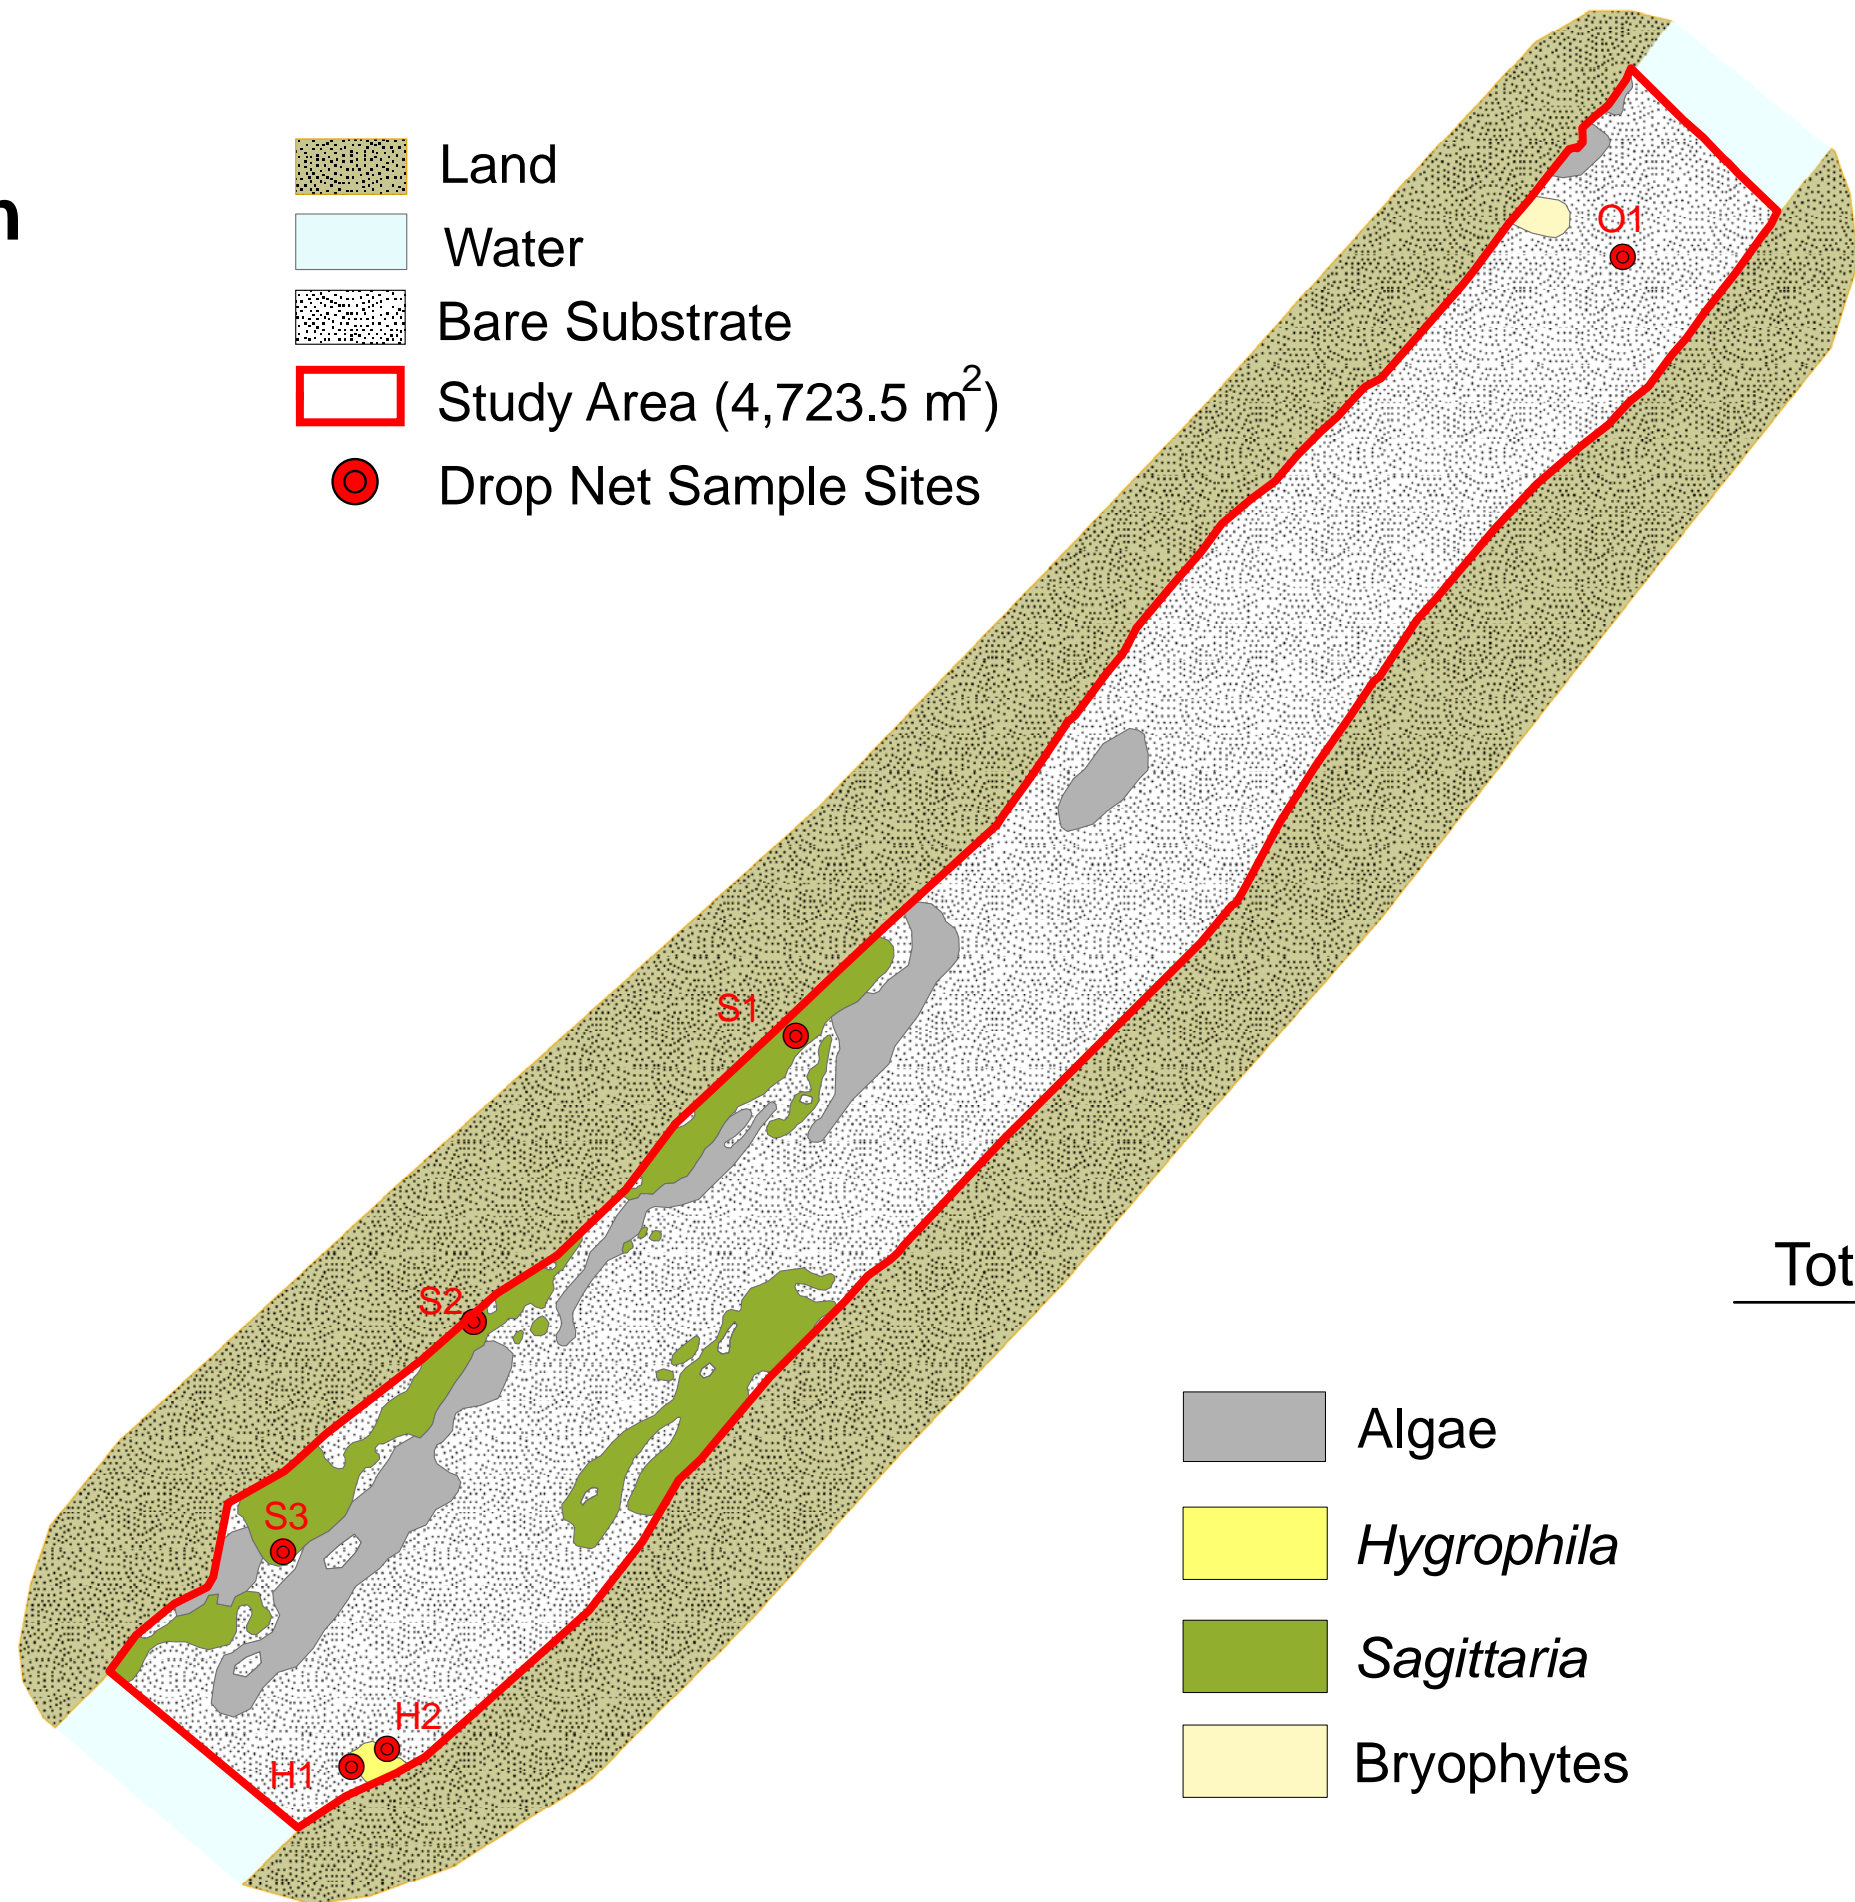 Land
Water
Bare Substrate
Study Area (4,723.5 m²)
Drop Net Sample Sites
O1
S1
S2
S3
H2
H1
Algae
Hygrophila
Sagittaria
Bryophytes